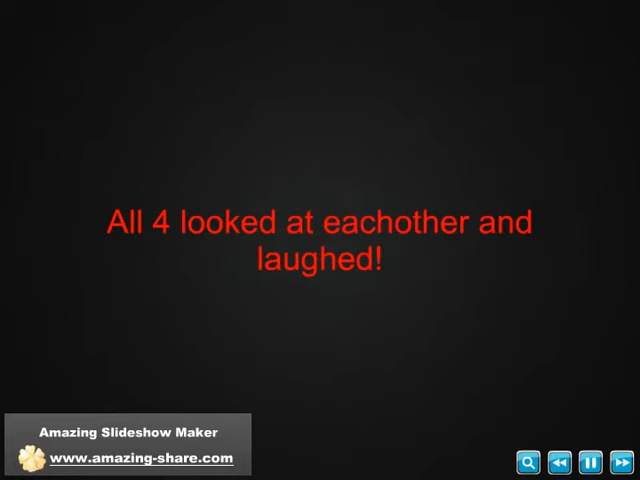 All 4 looked at eachother and
laughed!
Amazing Slideshow Maker
www.amazing-share.com